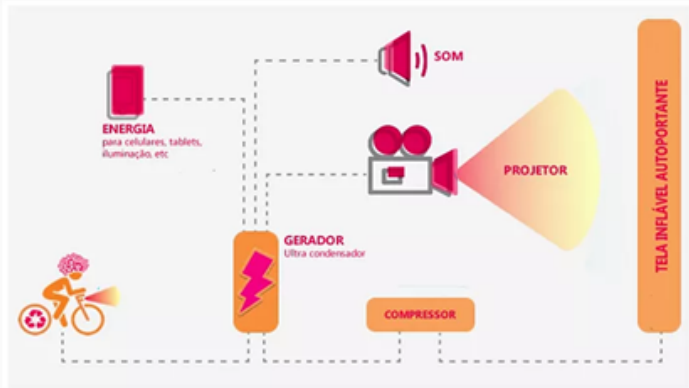 SOM
ENERGIA
para celulares, tablets,
iluminação, etc
PROJETOR
TELA INFLÁVEL AUTOPORTANTE
GERADOR
Ultra condensador
COMPRESSOR